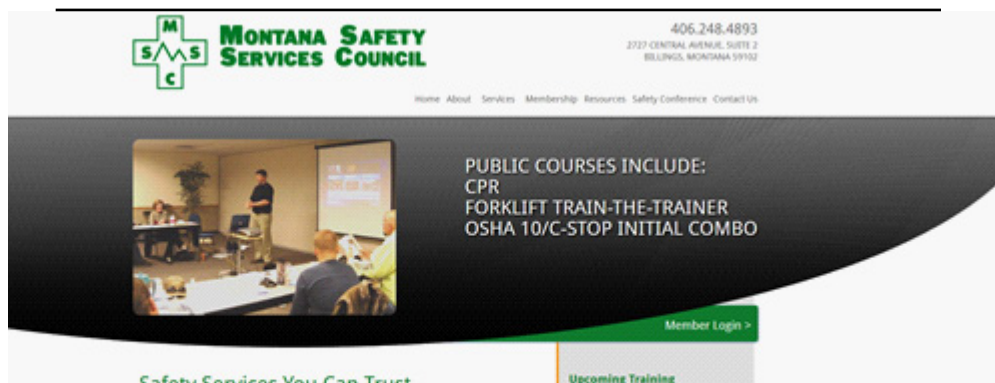 M
S S
C
MONTANA SAFETY
SERVICES COUNCIL
406.248.4893
2727 CENTRAL AVENUE, SUITE 2
BILLINGS, MONTANA 59102
Home About Services Membership Resources Safety Conference Contact Us
PUBLIC COURSES INCLUDE:
CPR
FORKLIFT TRAIN-THE-TRAINER
OSHA 10/C-STOP INITIAL COMBO
Member Login >
Safety Services You Can Trust
Upcoming Training